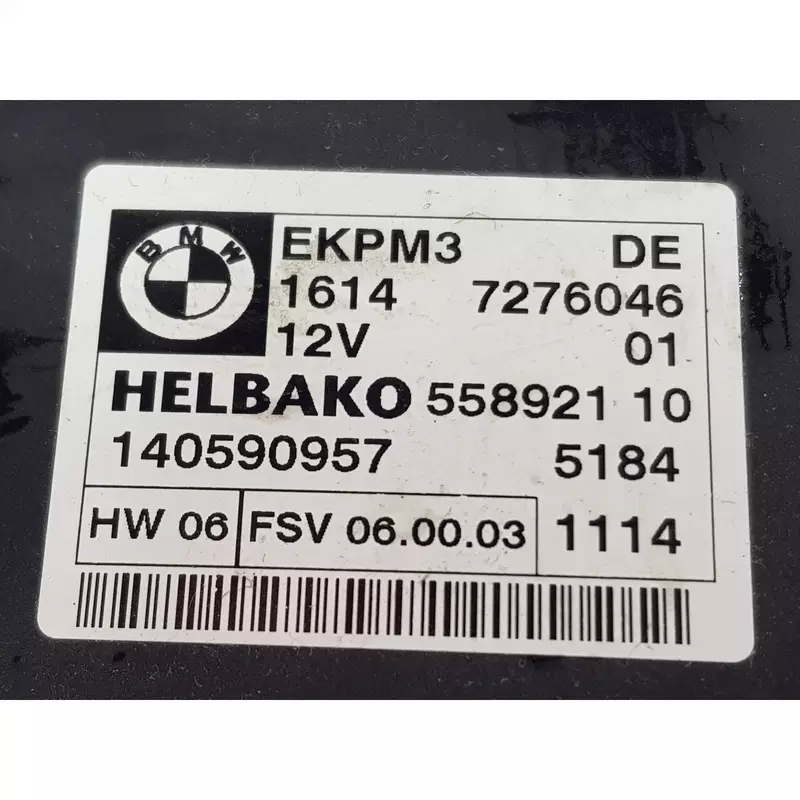 BMW
EKPM3 DE
1614 7276046
12V 01
HELBAKO 558921 10
140590957 5184
HW 06 FSV 06.00.03 1114